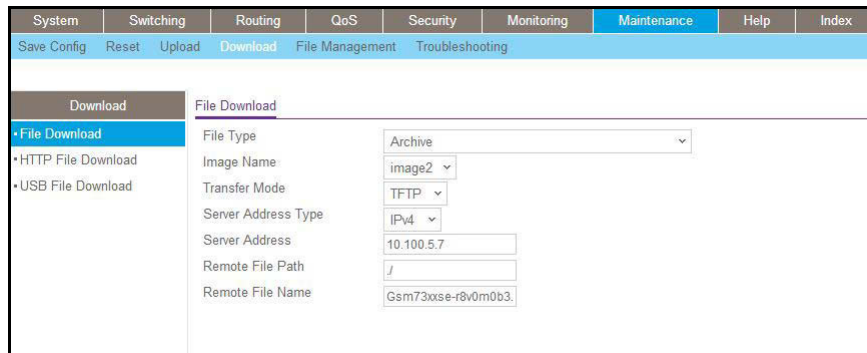 System Switching Routing QoS Security Monitoring Maintenance Help Index
Save Config Reset Upload Download File Management Troubleshooting
Download
File Download
HTTP File Download
USB File Download
File Download
File Type Archive
Image Name image2
Transfer Mode TFTP
Server Address Type IPv4
Server Address 10.100.5.7
Remote File Path ./
Remote File Name Gsm73xxse-r8v0m0b3.